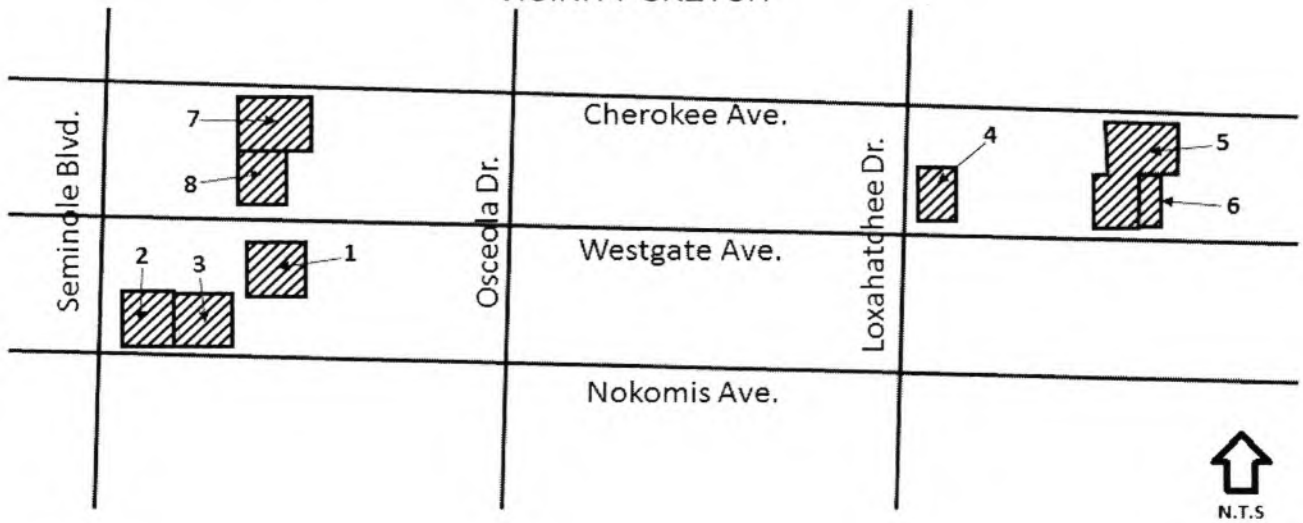 Cherokee Ave.
Seminole Blvd.
Osceola Dr.
Loxahatchee Dr.
7
8
4
5
6
Westgate Ave.
2
3
1
Nokomis Ave.
N.T.S